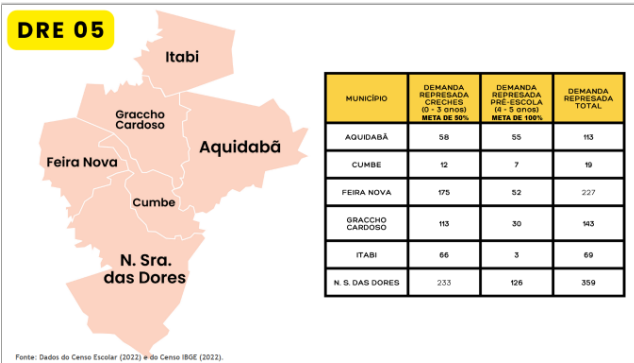 DRE 05
Itabi
Graccho
Cardoso
Aquidabã
Feira Nova
Cumbe
N. Sra.
das Dores
MUNICÍPIO
DEMANDA
REPRESADA
CRECHES
(0 - 3 anos)
META DE 50%
DEMANDA
REPRESADA
PRÉ-ESCOLA
(4 - 5 anos)
META DE 100%
DEMANDA
REPRESADA
TOTAL
AQUIDABÃ 58 55 113
CUMBE 12 7 19
FEIRA NOVA 175 52 227
GRACCHO
CARDOSO 113 30 143
ITABI 66 3 69
N. S. DAS DORES 233 126 359
Fonte: Dados do Censo Escolar (2022) e do Censo IBGE (2022).